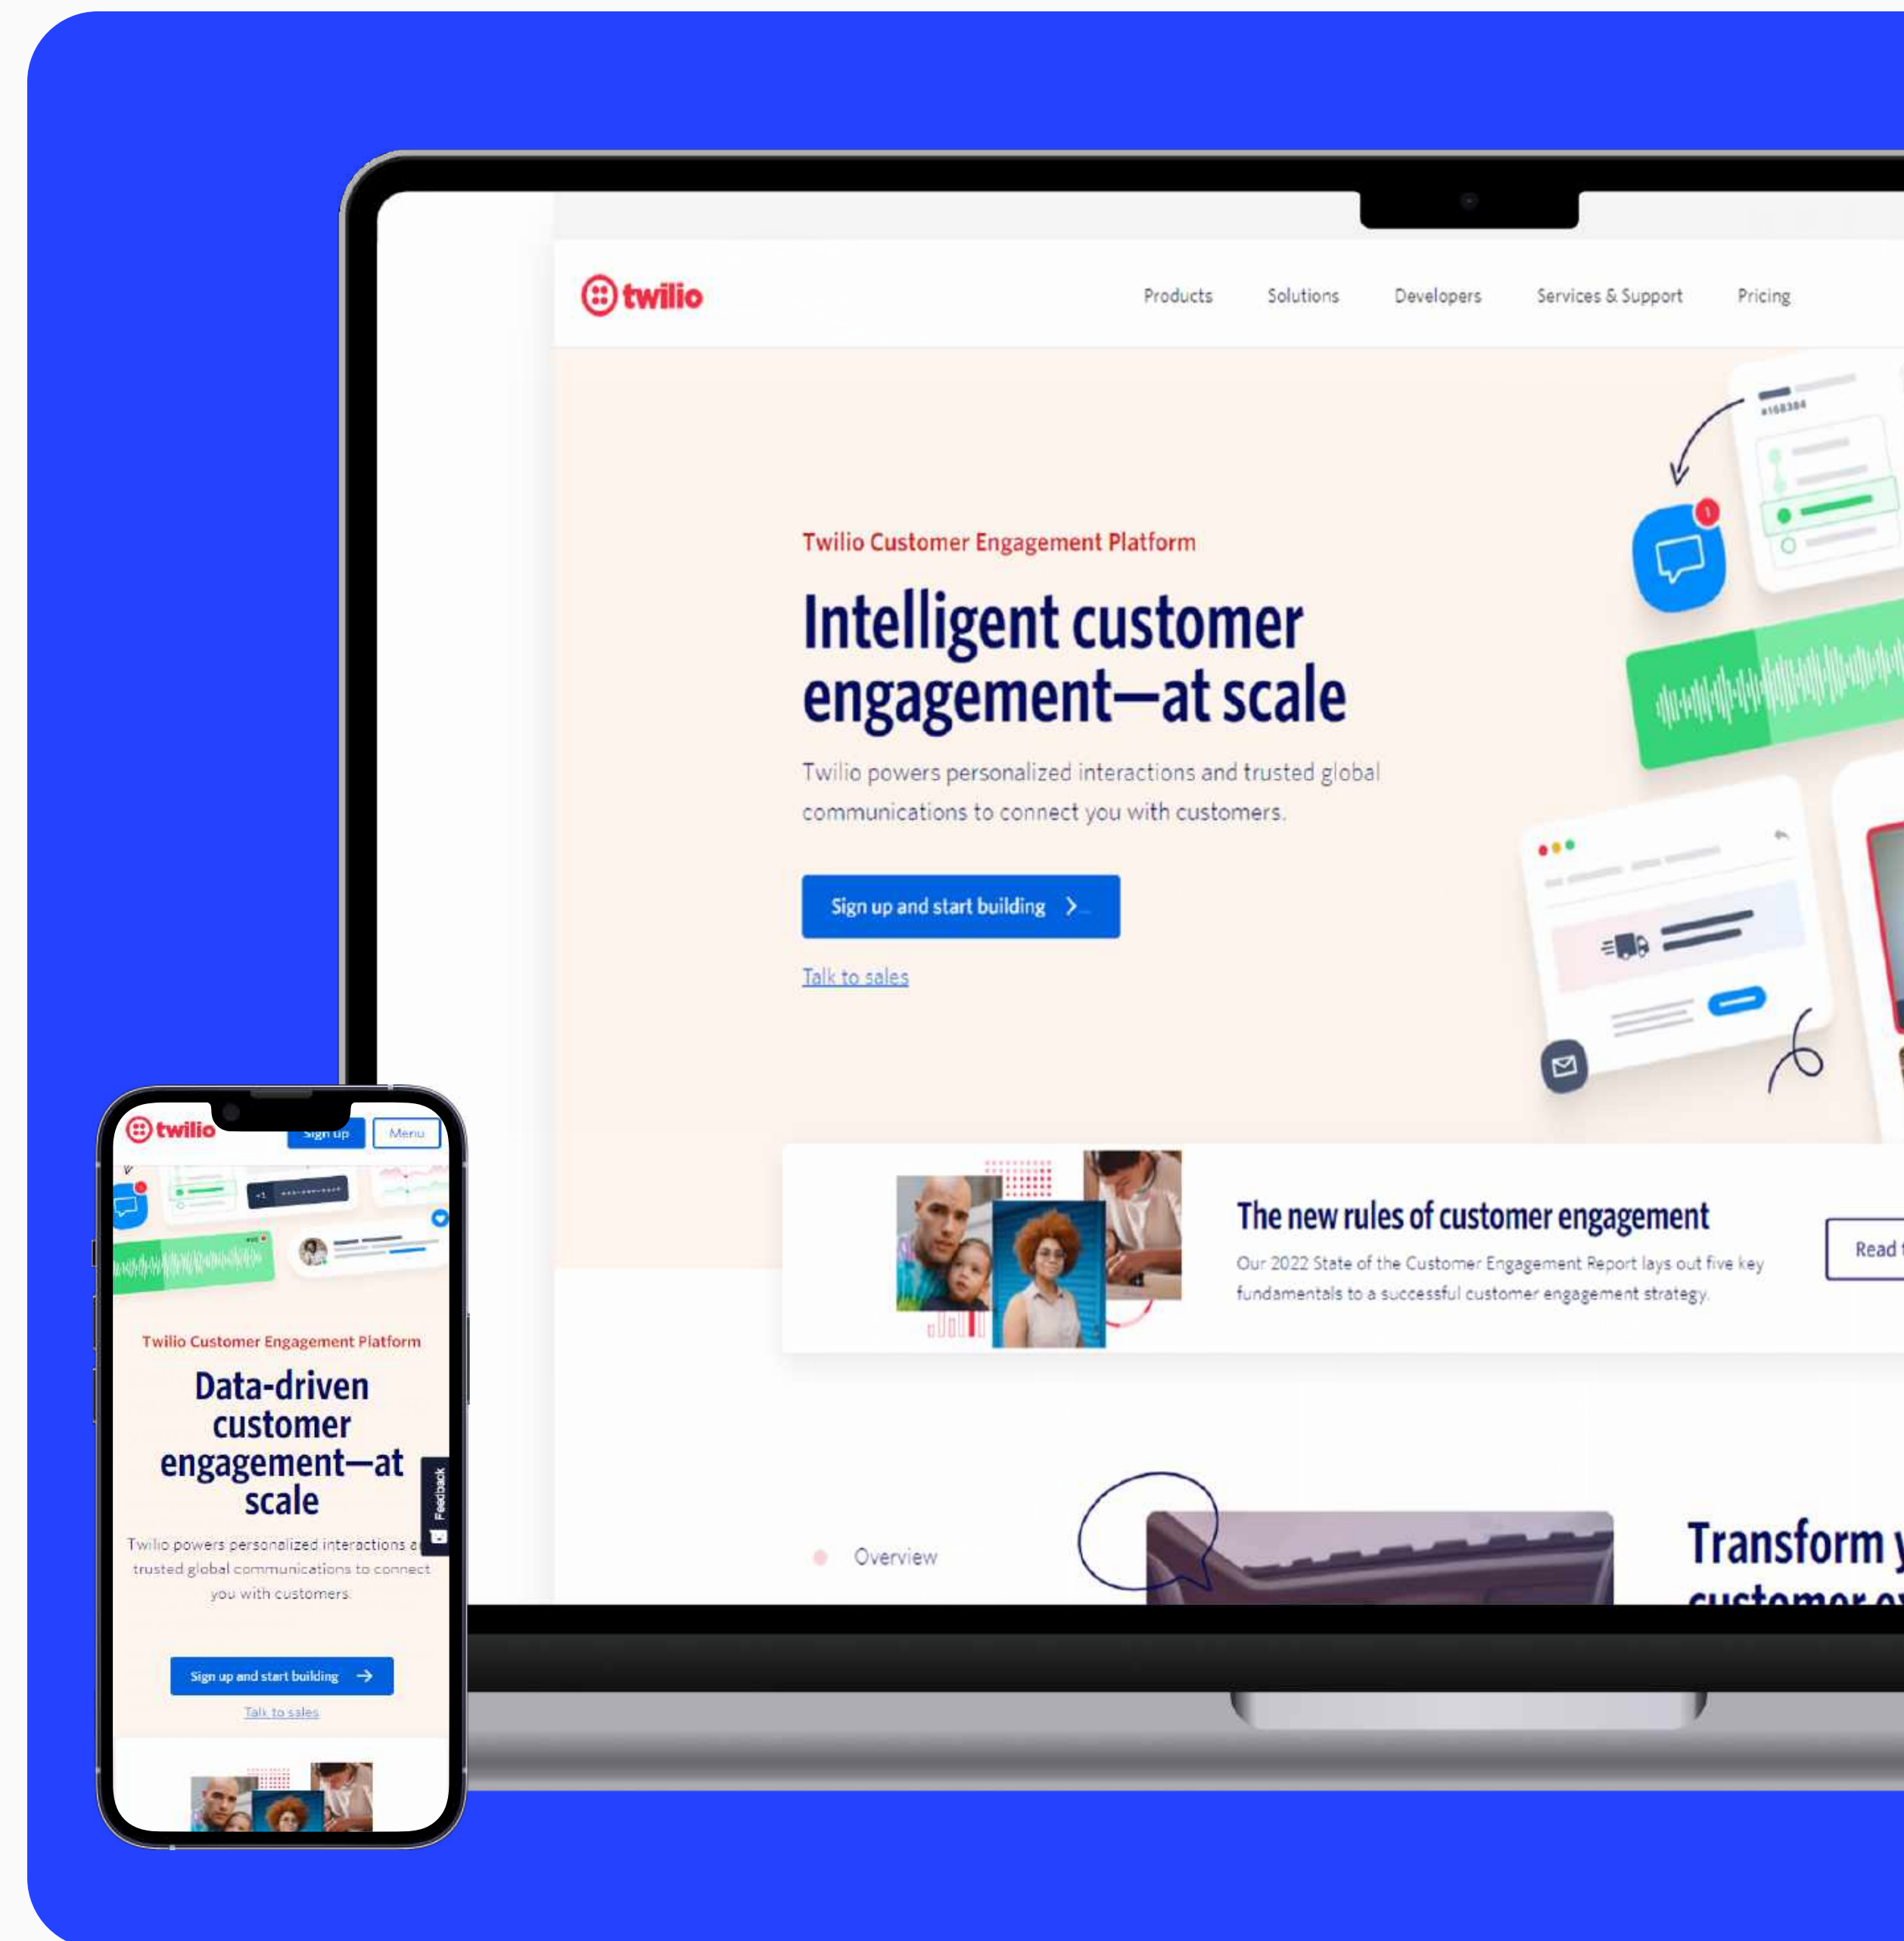 twilio
Products
Solutions
Developers
Services & Support
Pricing
#168384
1
Twilio Customer Engagement Platform
Intelligent customer
engagement—at scale
Twilio powers personalized interactions and trusted global
communications to connect you with customers.
Sign up and start building
Talk to sales
The new rules of customer engagement
Our 2022 State of the Customer Engagement Report lays out five key
fundamentals to a successful customer engagement strategy.
Read
Overview
Transform
customer
twilio
Sign up
Menu
+1
Twilio Customer Engagement Platform
Data-driven
customer
engagement—at
scale
Feedback
Twilio powers personalized interactions
trusted global communications to connect
you with customers.
Sign up and start building
Talk to sales